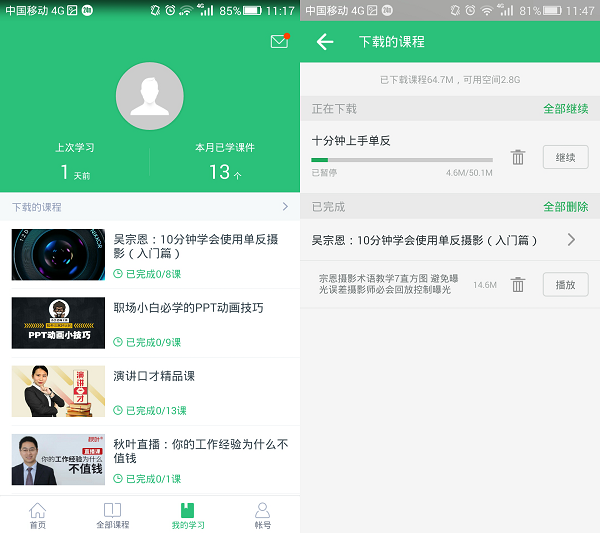 中国移动 4G 85% 11:17
上次学习
本月已学课件
1 天前
13 个
下载的课程
吴宗恩：10分钟学会使用单反摄
影（入门篇）
已完成0/8课
PPT动画小技巧
职场小白必学的PPT动画技巧
已完成0/9课
演讲口才
演讲口才精品课
已完成0/13课
秋叶
直播课
你的工作经验为什么
不值钱
秋叶直播：你的工作经验为什么不
值钱
已完成0/1课
首页
全部课程
我的学习
帐号
中国移动 4G 81% 11:47
下载的课程
已下载课程64.7M，可用空间2.8G
正在下载
全部继续
十分钟上手单反
已暂停
4.6M/50.1M
继续
已完成
全部删除
吴宗恩：10分钟学会使用单反摄影（入门篇）
宗恩摄影术语教学7直方图 避免曝
光误差摄影师必会回放控制曝光
14.6M
播放